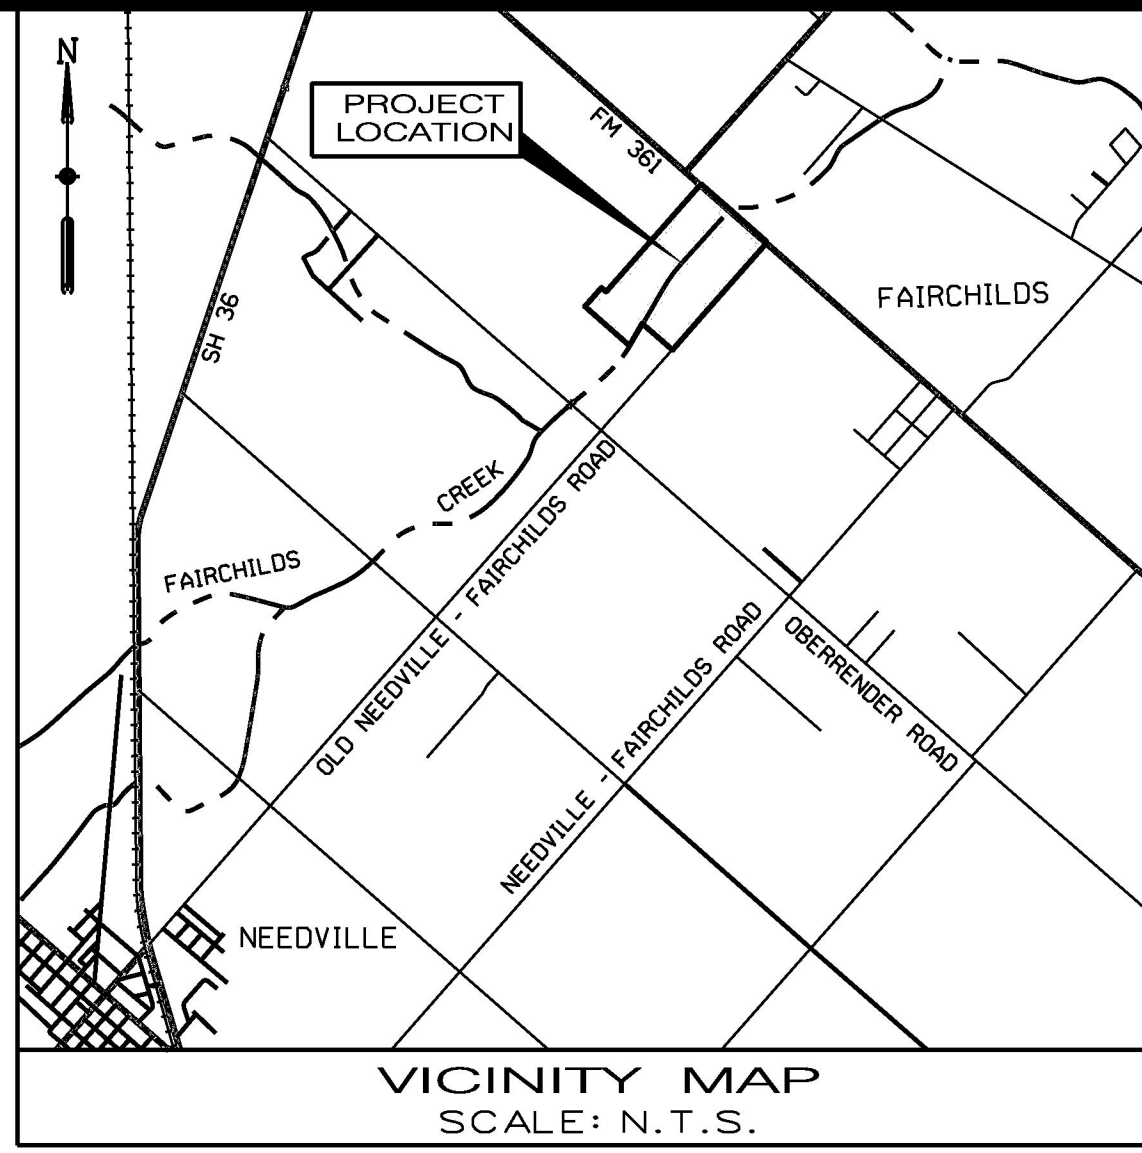 N
PROJECT
LOCATION
FM 361
FAIRCHILDS
SH 36
CREEK
FAIRCHILDS
OLD NEEDVILLE - FAIRCHILDS ROAD
NEEDVILLE - FAIRCHILDS ROAD
OBERRENDER ROAD
NEEDVILLE
VICINITY MAP
SCALE: N.T.S.